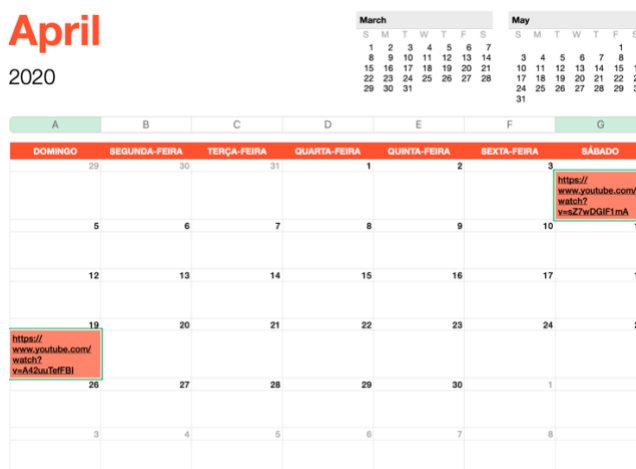 April
2020
March
S M T W T F S
1 2 3 4 5 6 7
8 9 10 11 12 13 14
15 16 17 18 19 20 21
22 23 24 25 26 27 28
29 30 31
May
S M T W T F
1
3 4 5 6 7 8
10 11 12 13 14 15
17 18 19 20 21 22
24 25 26 27 28 29
31
A B C D E F G
DOMINGO SEGUNDA-FEIRA TERÇA-FEIRA QUARTA-FEIRA QUINTA-FEIRA SEXTA-FEIRA SÁBADO
29 30 31 1 2 3
https://
www.youtube.com/
watch?
v=sZ7wDGIF1mA
5 6 7 8 9 10
12 13 14 15 16 17
19 20 21 22 23 24
https://
www.youtube.com/
watch?
v=A42uuTefFBI
26 27 28 29 30 1
3 4 5 6 7 8